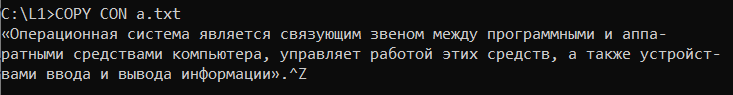 C:\L1>COPY CON a.txt
«Операционная система является связующим звеном между программными и аппа-
ратными средствами компьютера, управляет работой этих средств, а также устройст-
вами ввода и вывода информации».^Z